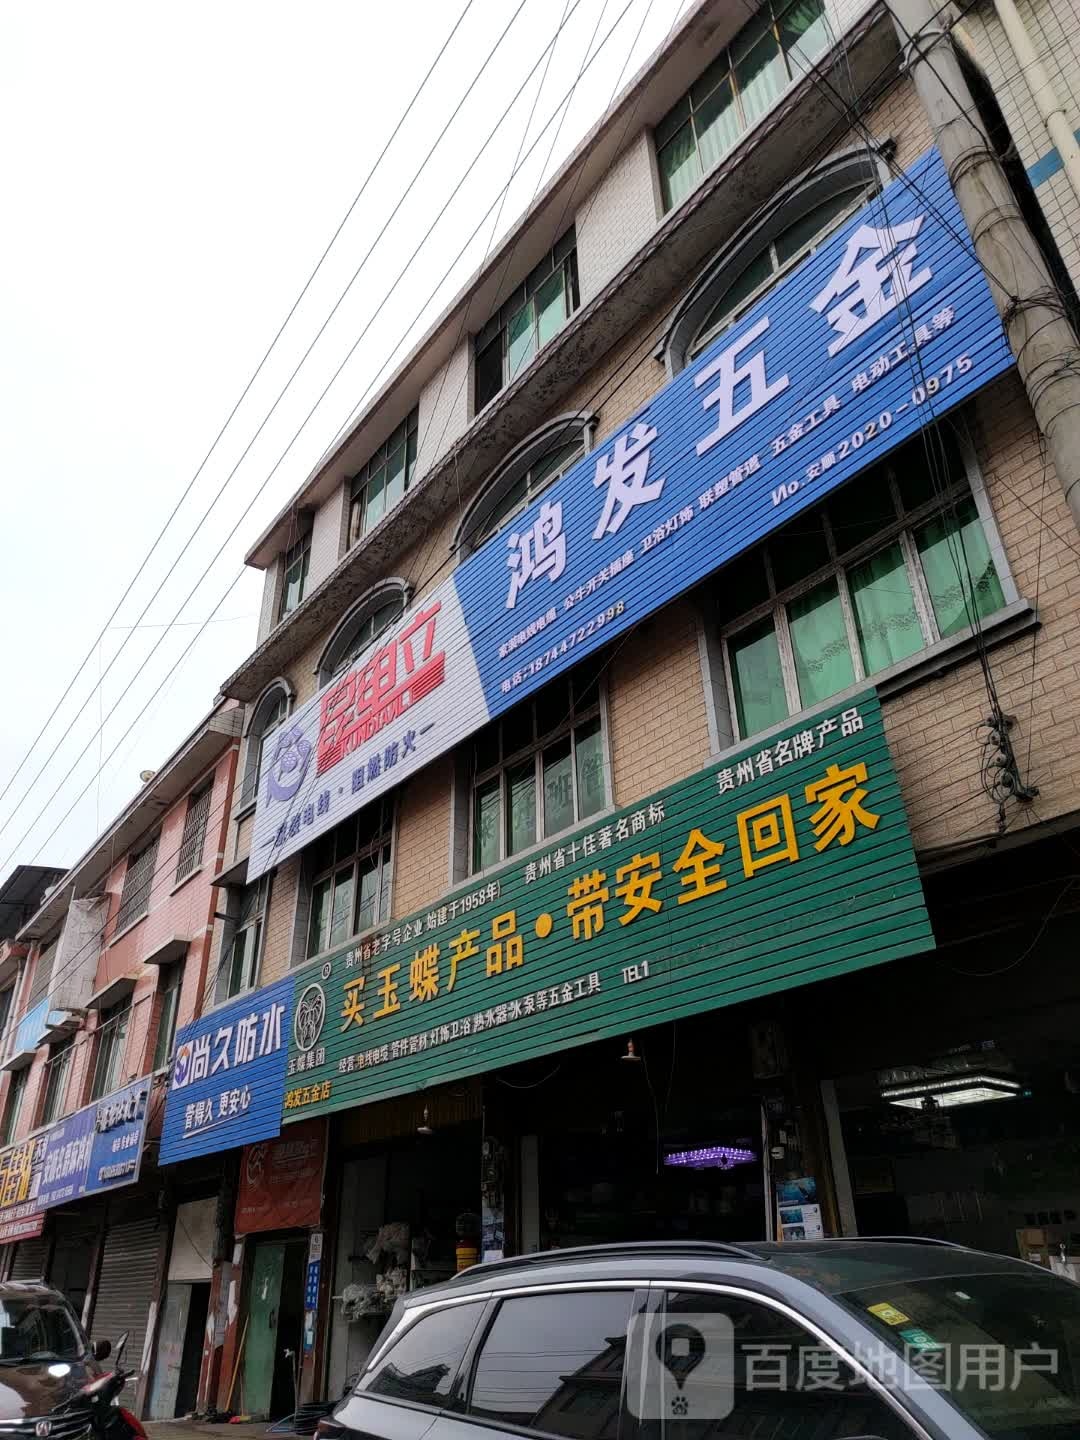 鸿发五金
家装电线电缆 公牛开关插座 卫浴灯饰 联塑管道 五金工具 电动工具等
电话:18744722998
No.安顺2020-0975
坤电立
KUNDIANLI
阻燃防火
贵州省老字号企业(始建于1958年) 贵州省十佳著名商标 贵州省名牌产品
买玉蝶产品·带安全回家
经营:电线电缆 管件管材 灯饰卫浴 热水器 水泵等五金工具 TEL1
玉蝶集团
鸿发五金店
尚久防水
管得久 更安心
百度地图用户